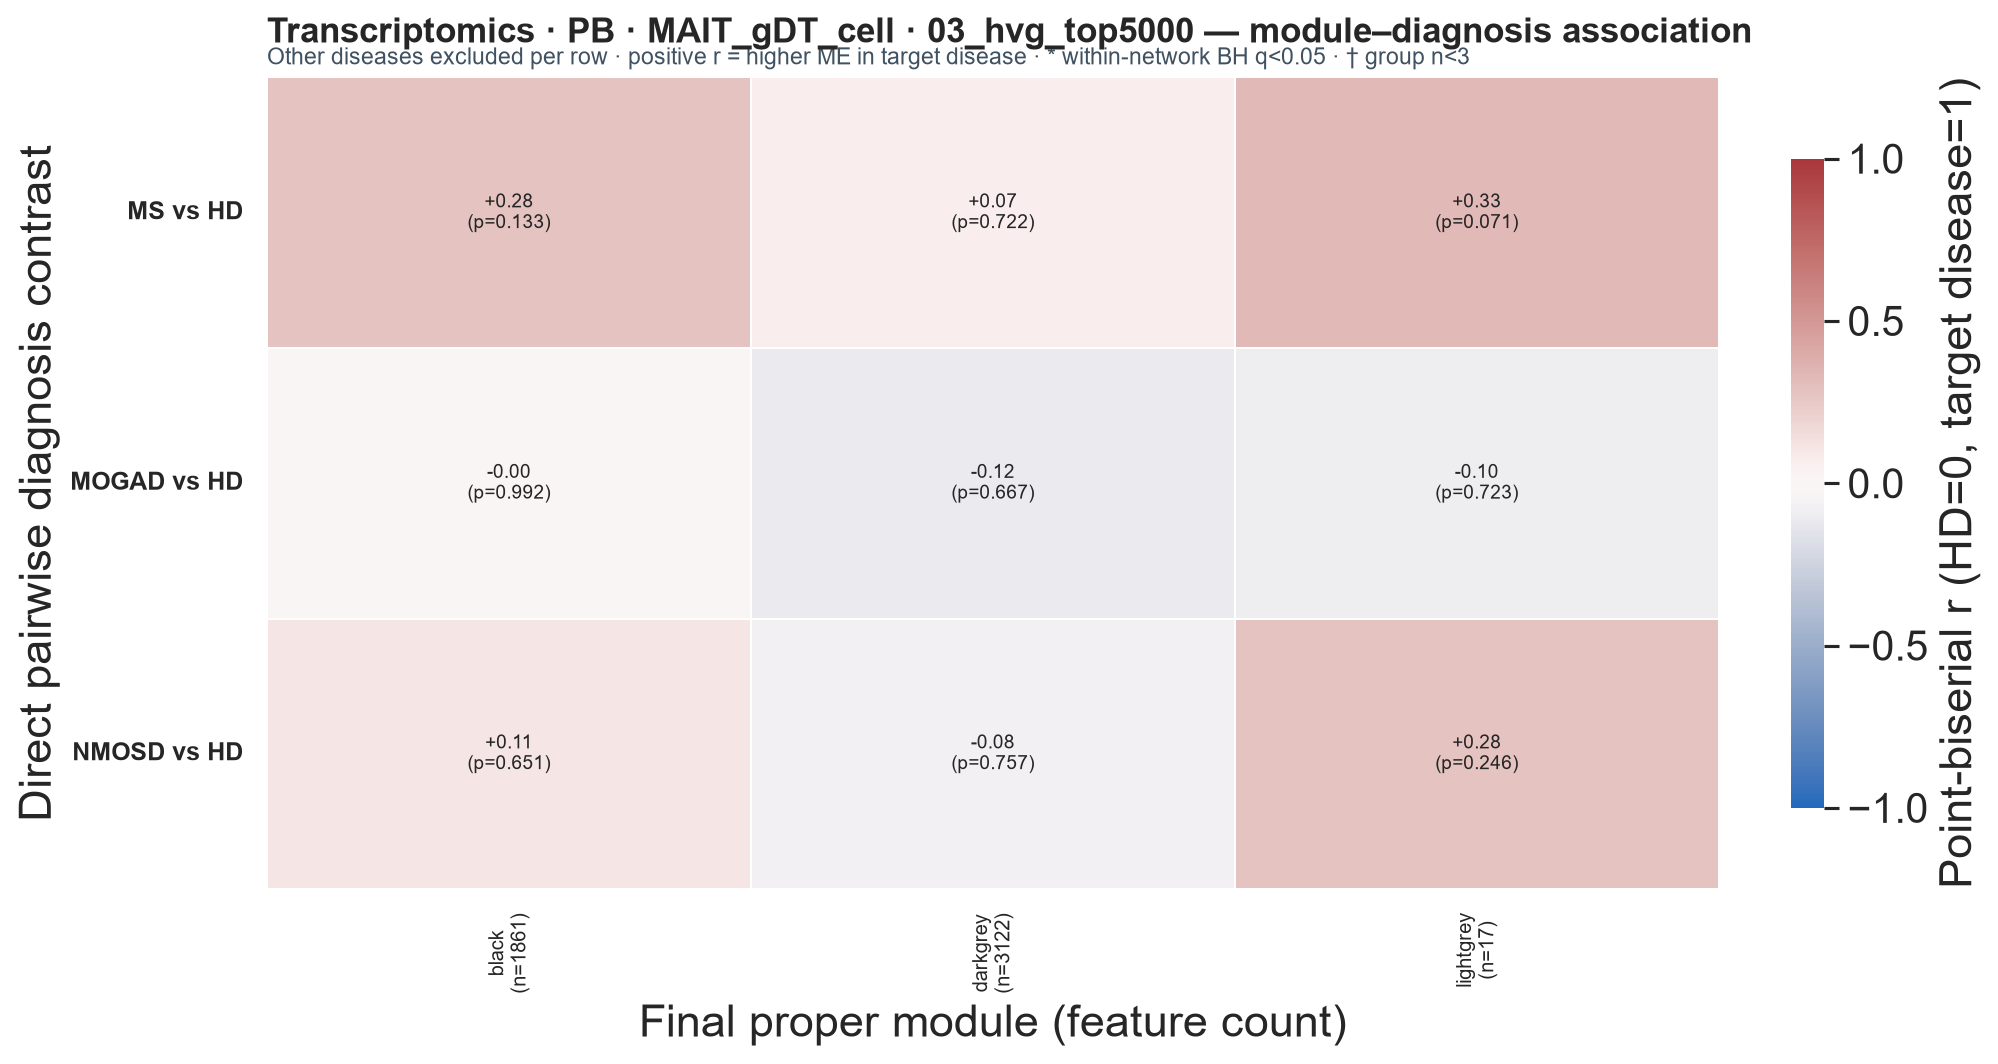 Transcriptomics · PB · MAIT_gDT_cell · 03_hvg_top5000 — module–diagnosis association
Other diseases excluded per row · positive r = higher ME in target disease · * within-network BH q<0.05 · † group n<3
Direct pairwise diagnosis contrast
MS vs HD
+0.28
(p=0.133)
+0.07
(p=0.722)
+0.33
(p=0.071)
MOGAD vs HD
-0.00
(p=0.992)
-0.12
(p=0.667)
-0.10
(p=0.723)
NMOSD vs HD
+0.11
(p=0.651)
-0.08
(p=0.757)
+0.28
(p=0.246)
black
(n=1861)
darkgrey
(n=3122)
lightgrey
(n=17)
Final proper module (feature count)
1.0
0.5
0.0
−0.5
−1.0
Point-biserial r (HD=0, target disease=1)